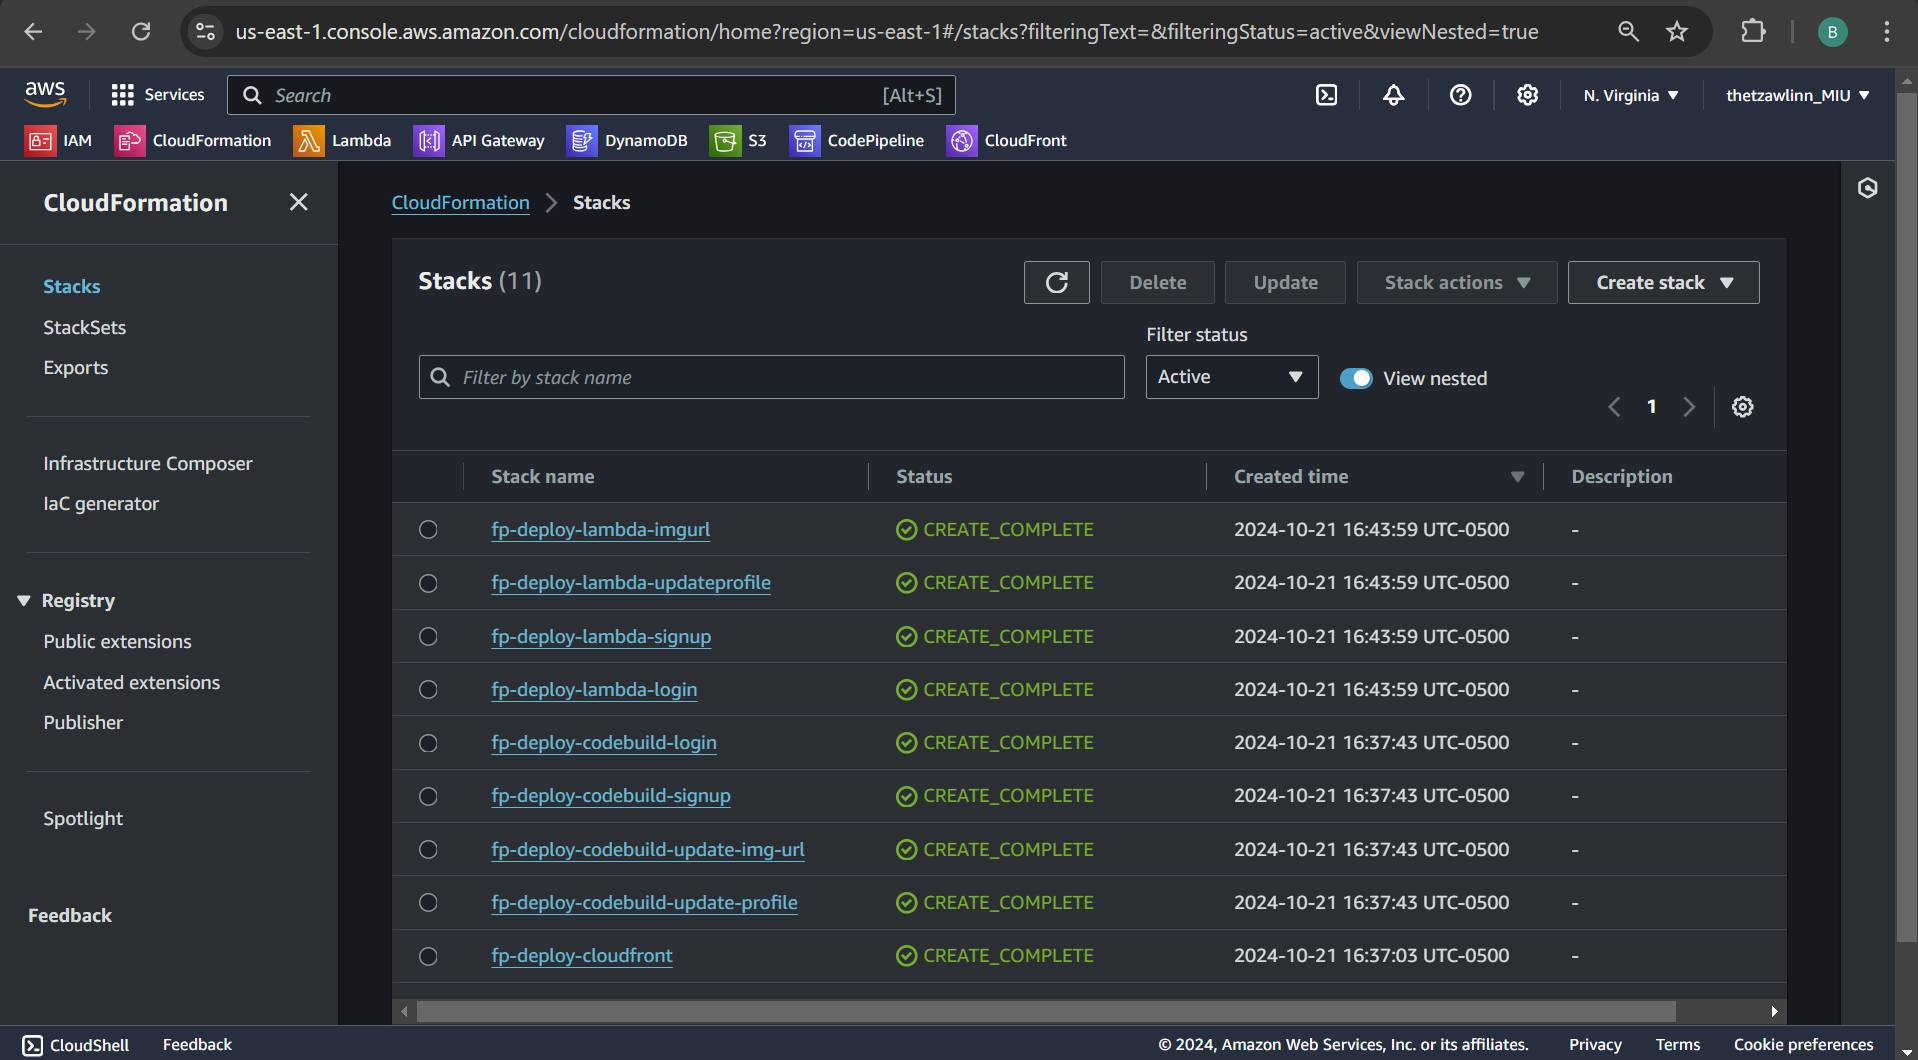 us-east-1.console.aws.amazon.com/cloudformation/home?region=us-east-1#/stacks?filteringText=&filteringStatus=active&viewNested=true
B
aws
Services
Search
[Alt+S]
N. Virginia
thetzawlinn_MIU
IAM
CloudFormation
Lambda
API Gateway
DynamoDB
S3
CodePipeline
CloudFront
CloudFormation
Stacks
StackSets
Exports
Infrastructure Composer
IaC generator
Registry
Public extensions
Activated extensions
Publisher
Spotlight
Feedback
CloudFormation > Stacks
Stacks (11)
Delete
Update
Stack actions
Create stack
Filter by stack name
Filter status
Active
View nested
1
Stack name Status Created time Description
fp-deploy-lambda-imgurl CREATE_COMPLETE 2024-10-21 16:43:59 UTC-0500 -
fp-deploy-lambda-updateprofile CREATE_COMPLETE 2024-10-21 16:43:59 UTC-0500 -
fp-deploy-lambda-signup CREATE_COMPLETE 2024-10-21 16:43:59 UTC-0500 -
fp-deploy-lambda-login CREATE_COMPLETE 2024-10-21 16:43:59 UTC-0500 -
fp-deploy-codebuild-login CREATE_COMPLETE 2024-10-21 16:37:43 UTC-0500 -
fp-deploy-codebuild-signup CREATE_COMPLETE 2024-10-21 16:37:43 UTC-0500 -
fp-deploy-codebuild-update-img-url CREATE_COMPLETE 2024-10-21 16:37:43 UTC-0500 -
fp-deploy-codebuild-update-profile CREATE_COMPLETE 2024-10-21 16:37:43 UTC-0500 -
fp-deploy-cloudfront CREATE_COMPLETE 2024-10-21 16:37:03 UTC-0500 -
CloudShell
Feedback
© 2024, Amazon Web Services, Inc. or its affiliates.
Privacy
Terms
Cookie preferences